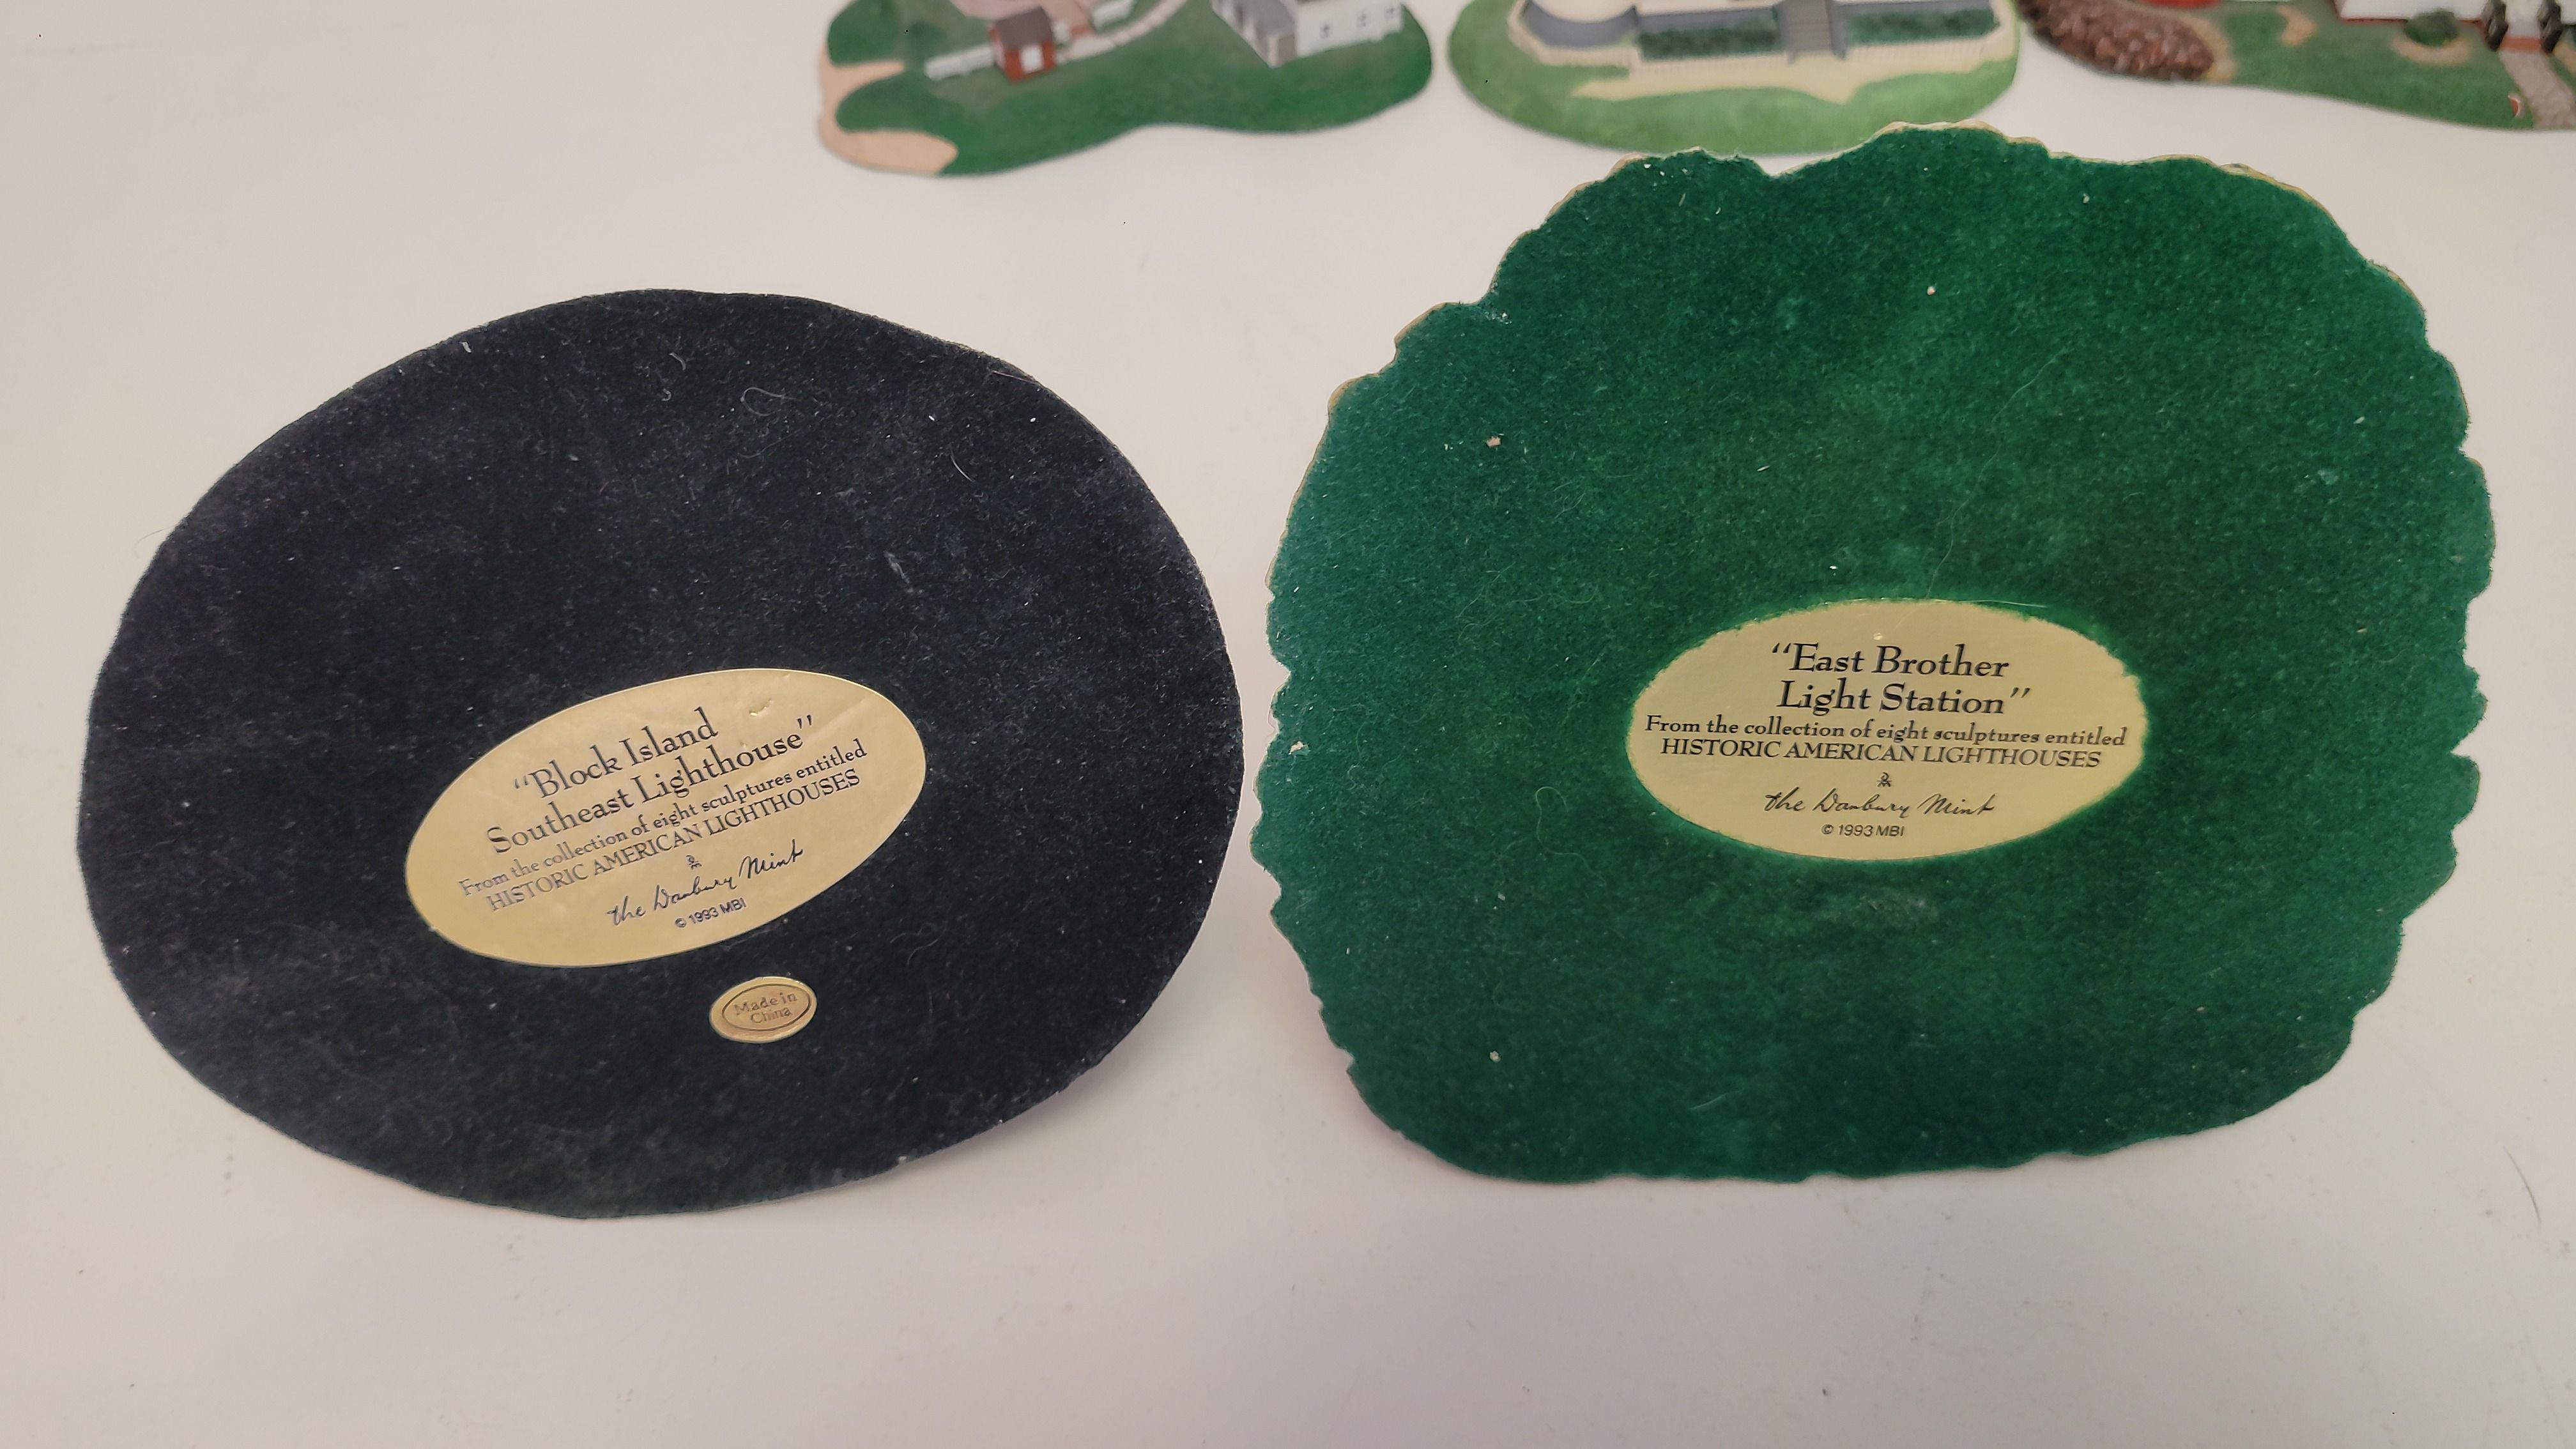 “Block Island
Southeast Lighthouse”
From the collection of eight sculptures entitled
HISTORIC AMERICAN LIGHTHOUSES
the Danbury Mint
© 1993 MBI
Made in
China
“East Brother
Light Station”
From the collection of eight sculptures entitled
HISTORIC AMERICAN LIGHTHOUSES
the Danbury Mint
© 1993 MBI